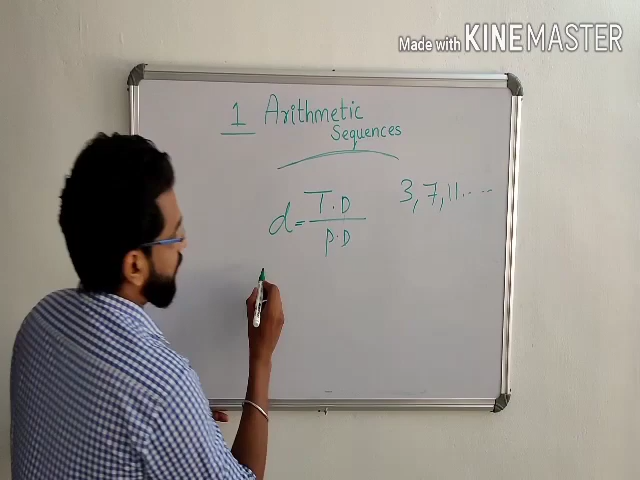 Made with KINEMASTER
1 Arithmetic
Sequences
d = T.D
P.D
3, 7, 11.....